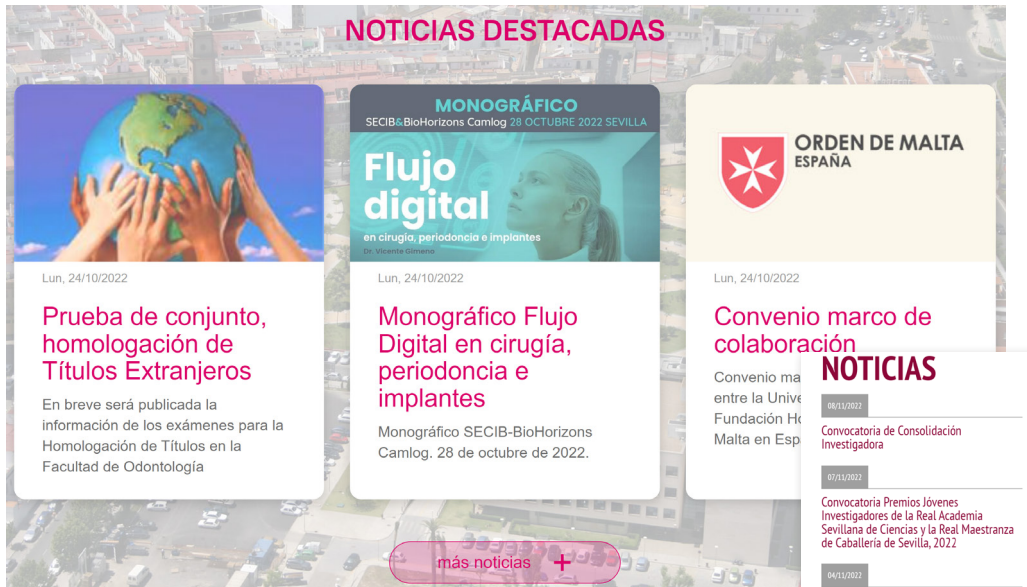 NOTICIAS DESTACADAS
MONOGRÁFICO
SECIB&BioHorizons Camlog 28 OCTUBRE 2022 SEVILLA
Flujo
digital
en cirugía, periodoncia e implantes
Dr. Vicente Gimeno
ORDEN DE MALTA
ESPAÑA
Lun, 24/10/2022
Prueba de conjunto,
homologación de
Títulos Extranjeros
En breve será publicada la
información de los exámenes para la
Homologación de Títulos en la
Facultad de Odontología
Lun, 24/10/2022
Monográfico Flujo
Digital en cirugía,
periodoncia e
implantes
Monográfico SECIB-BioHorizons
Camlog. 28 de octubre de 2022.
Lun, 24/10/2022
Convenio marco de
colaboración
Convenio ma
entre la Unive
Fundación Ho
Malta en Esp
NOTICIAS
08/11/2022
Convocatoria de Consolidación
Investigadora
07/11/2022
Convocatoria Premios Jóvenes
Investigadores de la Real Academia
Sevillana de Ciencias y la Real Maestranza
de Caballería de Sevilla, 2022
04/11/2022
más noticias +